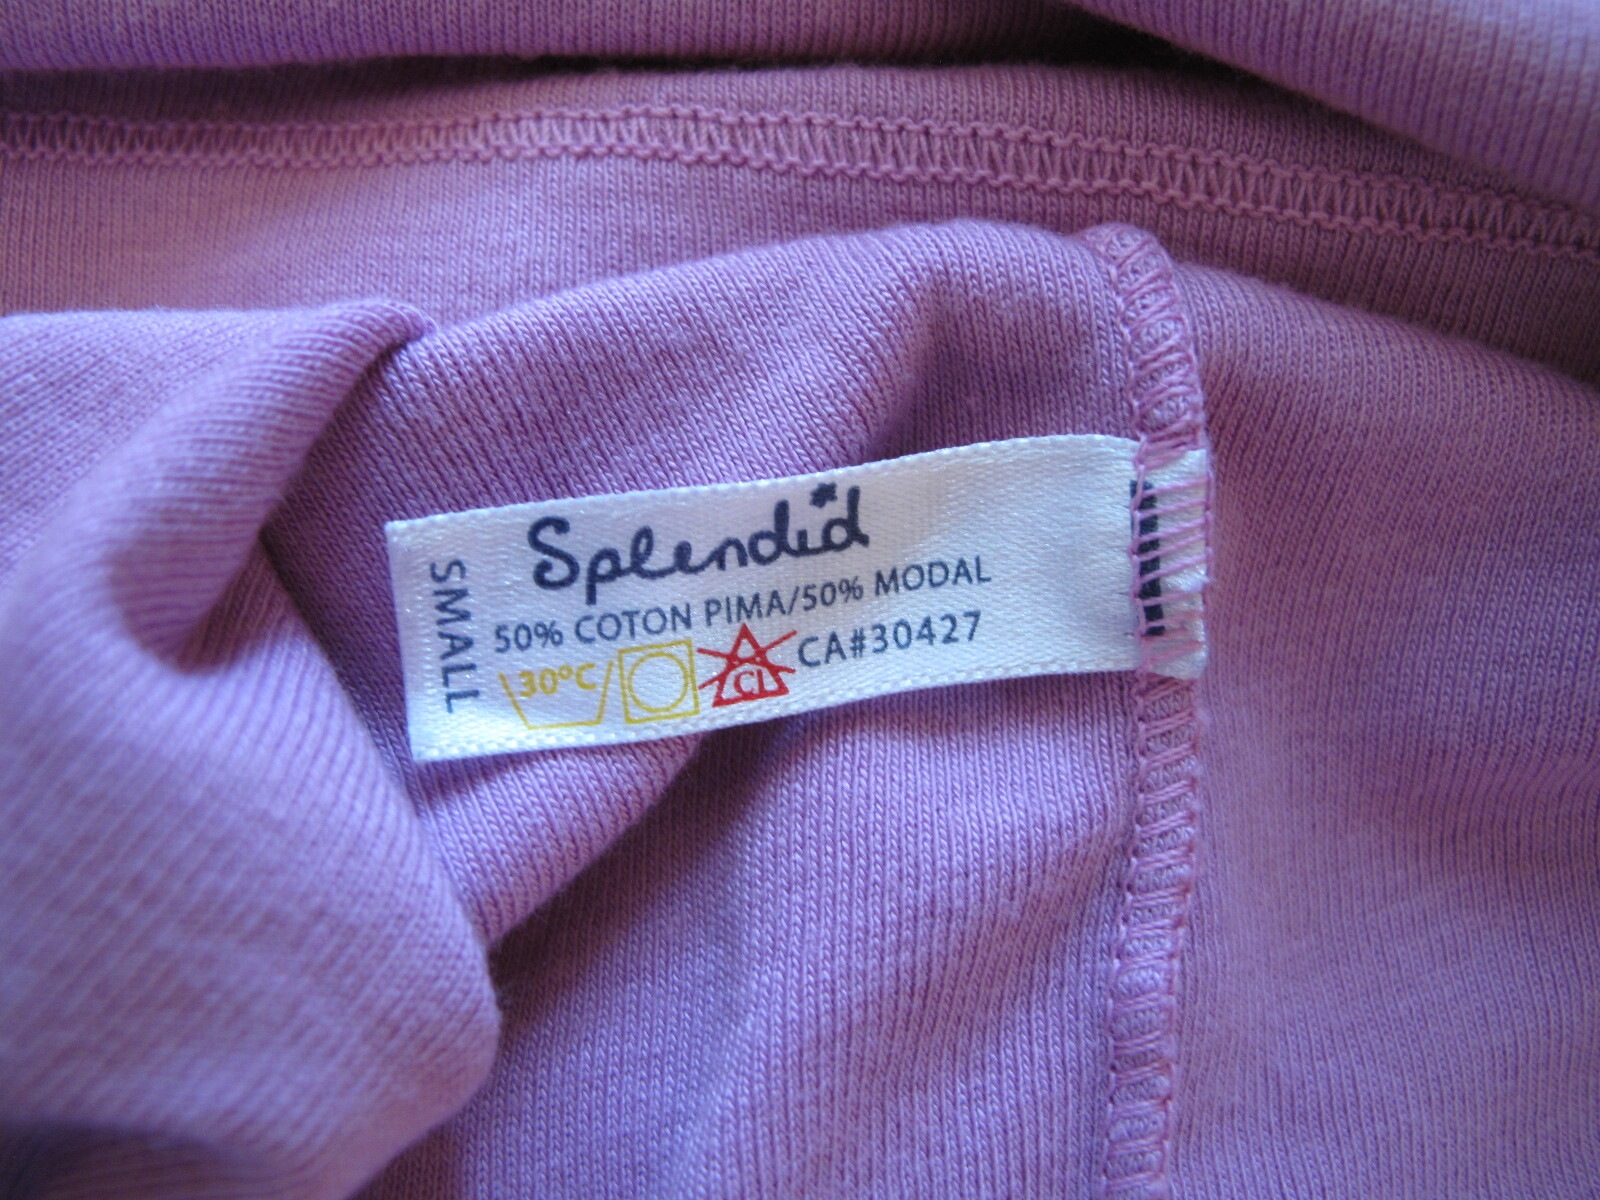 Splendid
50% COTON PIMA/50% MODAL
30°C CL CA#30427
SMALL